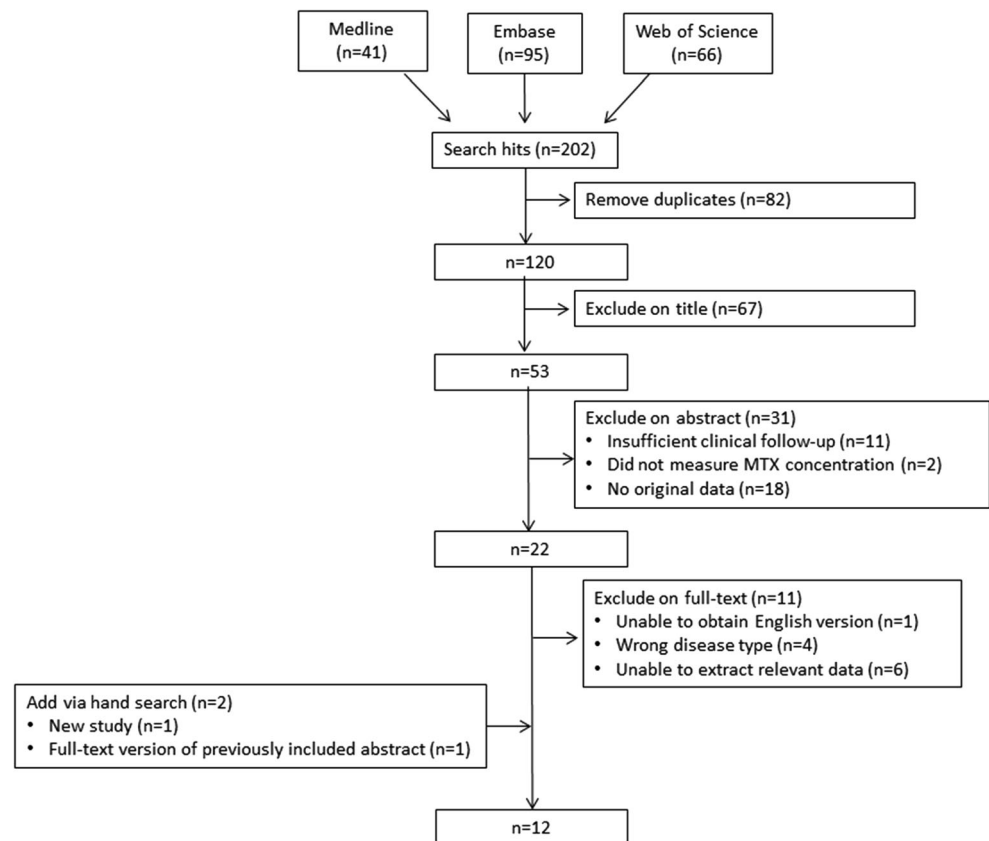 Medline
(n=41)
Embase
(n=95)
Web of Science
(n=66)
Search hits (n=202)
Remove duplicates (n=82)
n=120
Exclude on title (n=67)
n=53
Exclude on abstract (n=31)
• Insufficient clinical follow-up (n=11)
• Did not measure MTX concentration (n=2)
• No original data (n=18)
n=22
Exclude on full-text (n=11)
• Unable to obtain English version (n=1)
• Wrong disease type (n=4)
• Unable to extract relevant data (n=6)
Add via hand search (n=2)
• New study (n=1)
• Full-text version of previously included abstract (n=1)
n=12